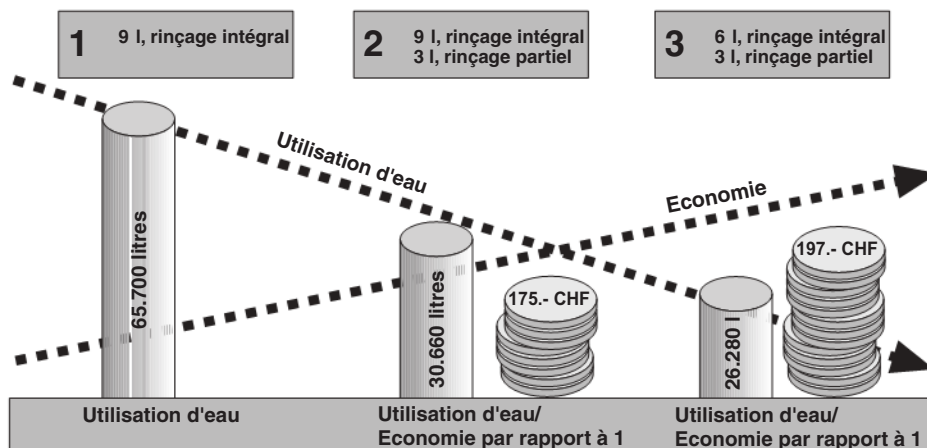 1 9 l, rinçage intégral
2 9 l, rinçage intégral
3 l, rinçage partiel
3 6 l, rinçage intégral
3 l, rinçage partiel
Utilisation d'eau
Economie
65.700 litres
30.660 litres
175.- CHF
26.280 l
197.- CHF
Utilisation d'eau
Utilisation d'eau/
Economie par rapport à 1
Utilisation d'eau/
Economie par rapport à 1